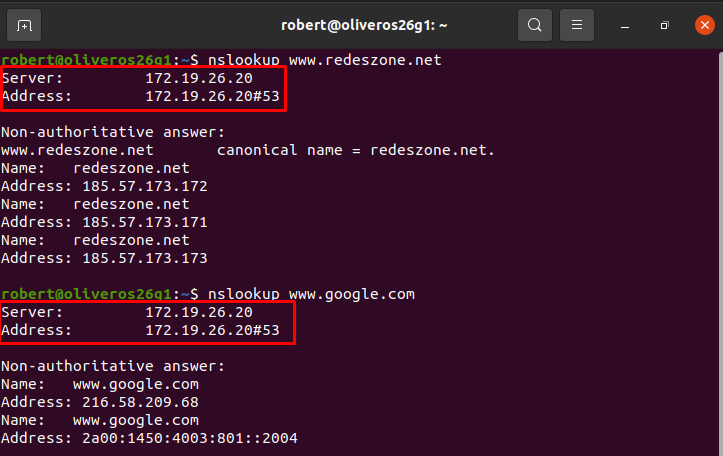 robert@oliveros26g1: ~
robert@oliveros26g1:~$ nslookup www.redeszone.net
Server:         172.19.26.20
Address:        172.19.26.20#53
Non-authoritative answer:
www.redeszone.net       canonical name = redeszone.net.
Name:   redeszone.net
Address: 185.57.173.172
Name:   redeszone.net
Address: 185.57.173.171
Name:   redeszone.net
Address: 185.57.173.173
robert@oliveros26g1:~$ nslookup www.google.com
Server:         172.19.26.20
Address:        172.19.26.20#53
Non-authoritative answer:
Name:   www.google.com
Address: 216.58.209.68
Name:   www.google.com
Address: 2a00:1450:4003:801::2004